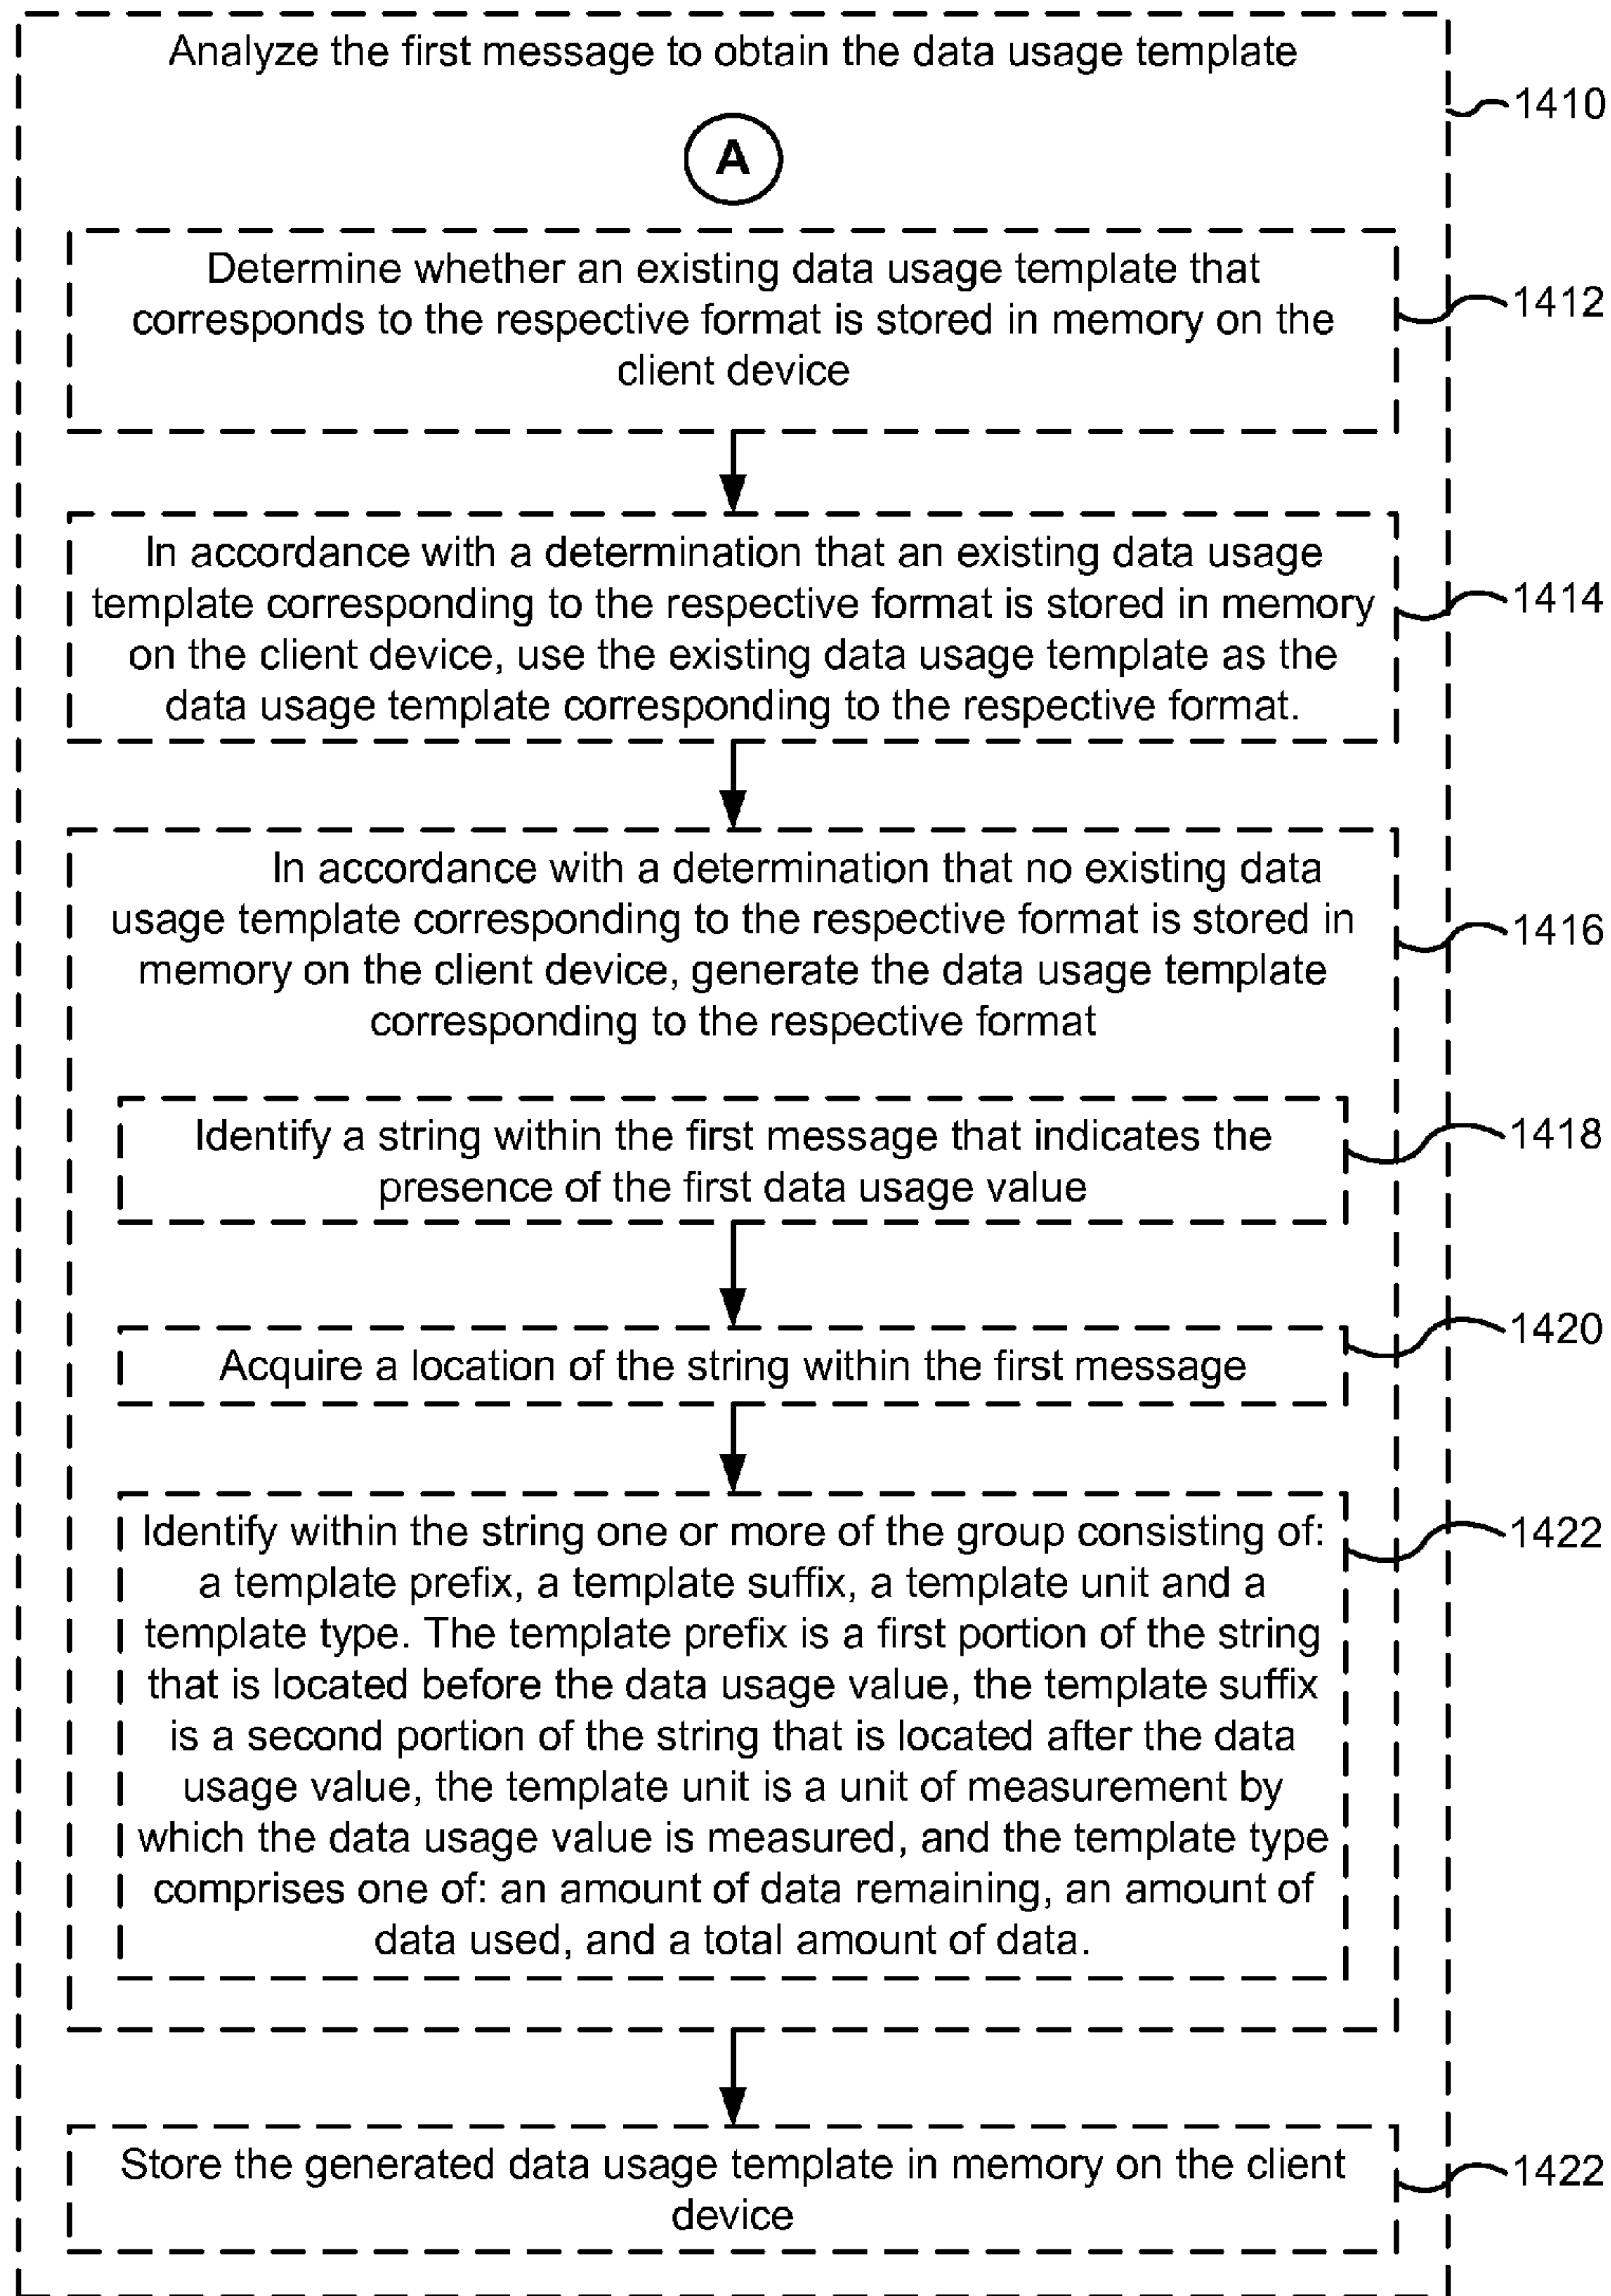 Analyze the first message to obtain the data usage template
1410
A
Determine whether an existing data usage template that
corresponds to the respective format is stored in memory on the
client device
1412
In accordance with a determination that an existing data usage
template corresponding to the respective format is stored in memory
on the client device, use the existing data usage template as the
data usage template corresponding to the respective format.
1414
In accordance with a determination that no existing data
usage template corresponding to the respective format is stored in
memory on the client device, generate the data usage template
corresponding to the respective format
1416
Identify a string within the first message that indicates the
presence of the first data usage value
1418
Acquire a location of the string within the first message
1420
Identify within the string one or more of the group consisting of:
a template prefix, a template suffix, a template unit and a
template type. The template prefix is a first portion of the string
that is located before the data usage value, the template suffix
is a second portion of the string that is located after the data
usage value, the template unit is a unit of measurement by
which the data usage value is measured, and the template type
comprises one of: an amount of data remaining, an amount of
data used, and a total amount of data.
1422
Store the generated data usage template in memory on the client
device
1422